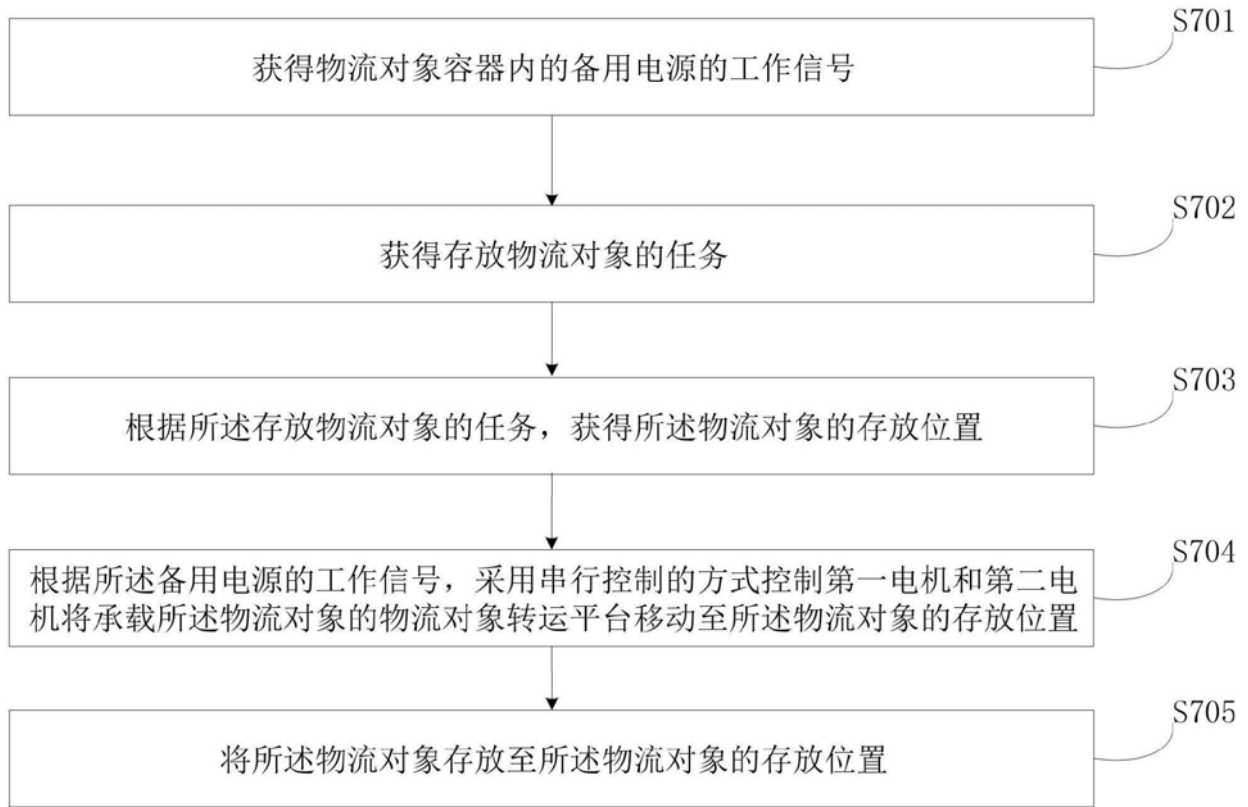 S701
获得物流对象容器内的备用电源的工作信号
S702
获得存放物流对象的任务
S703
根据所述存放物流对象的任务，获得所述物流对象的存放位置
S704
根据所述备用电源的工作信号，采用串行控制的方式控制第一电机和第二电
机将承载所述物流对象的物流对象转运平台移动至所述物流对象的存放位置
S705
将所述物流对象存放至所述物流对象的存放位置